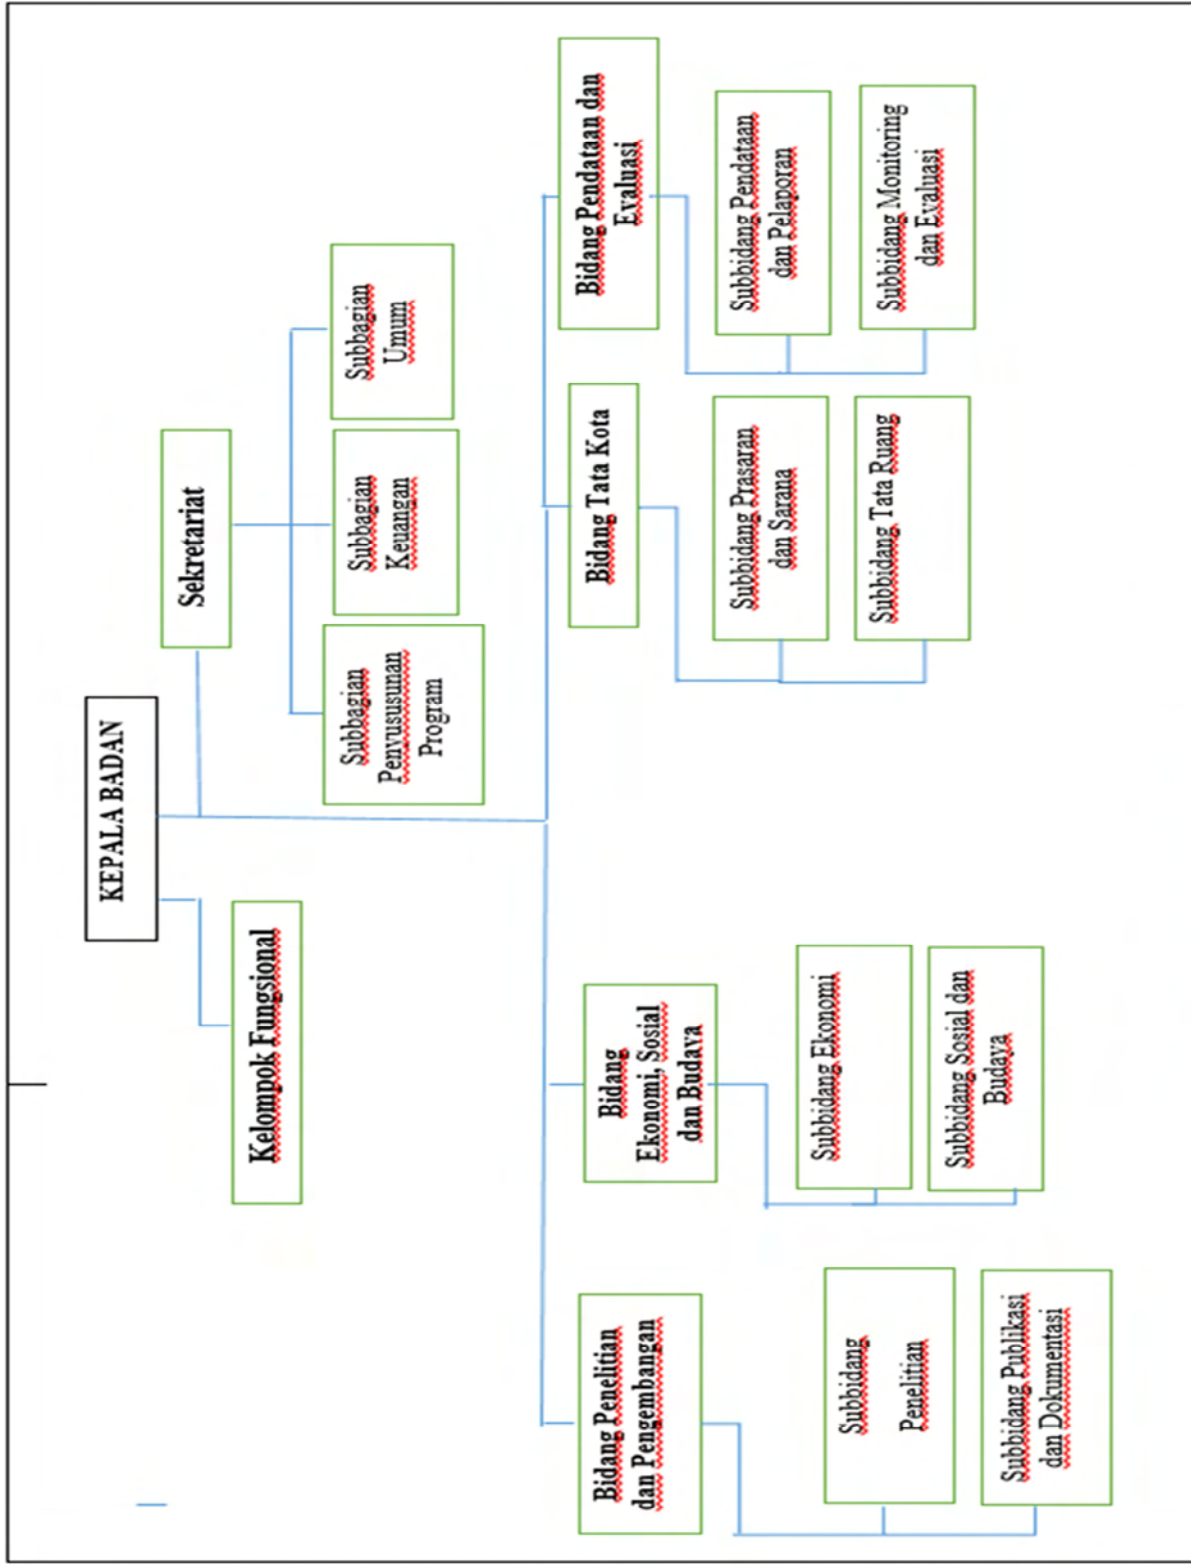 KEPALA BADAN
Kelompok Fungsional
Sekretariat
Subbagian
Penyususunan
Program
Subbagian
Keuangan
Subbagian
Umum
Bidang Penelitian
dan Pengembangan
Bidang
Ekonomi, Sosial
dan Budaya
Bidang Tata Kota
Bidang Pendataan dan
Evaluasi
Subbidang
Penelitian
Subbidang Publikasi
dan Dokumentasi
Subbidang Ekonomi
Subbidang Sosial dan
Budaya
Subbidang Prasaran
dan Sarana
Subbidang Tata Ruang
Subbidang Pendataan
dan Pelaporan
Subbidang Monitoring
dan Evaluasi